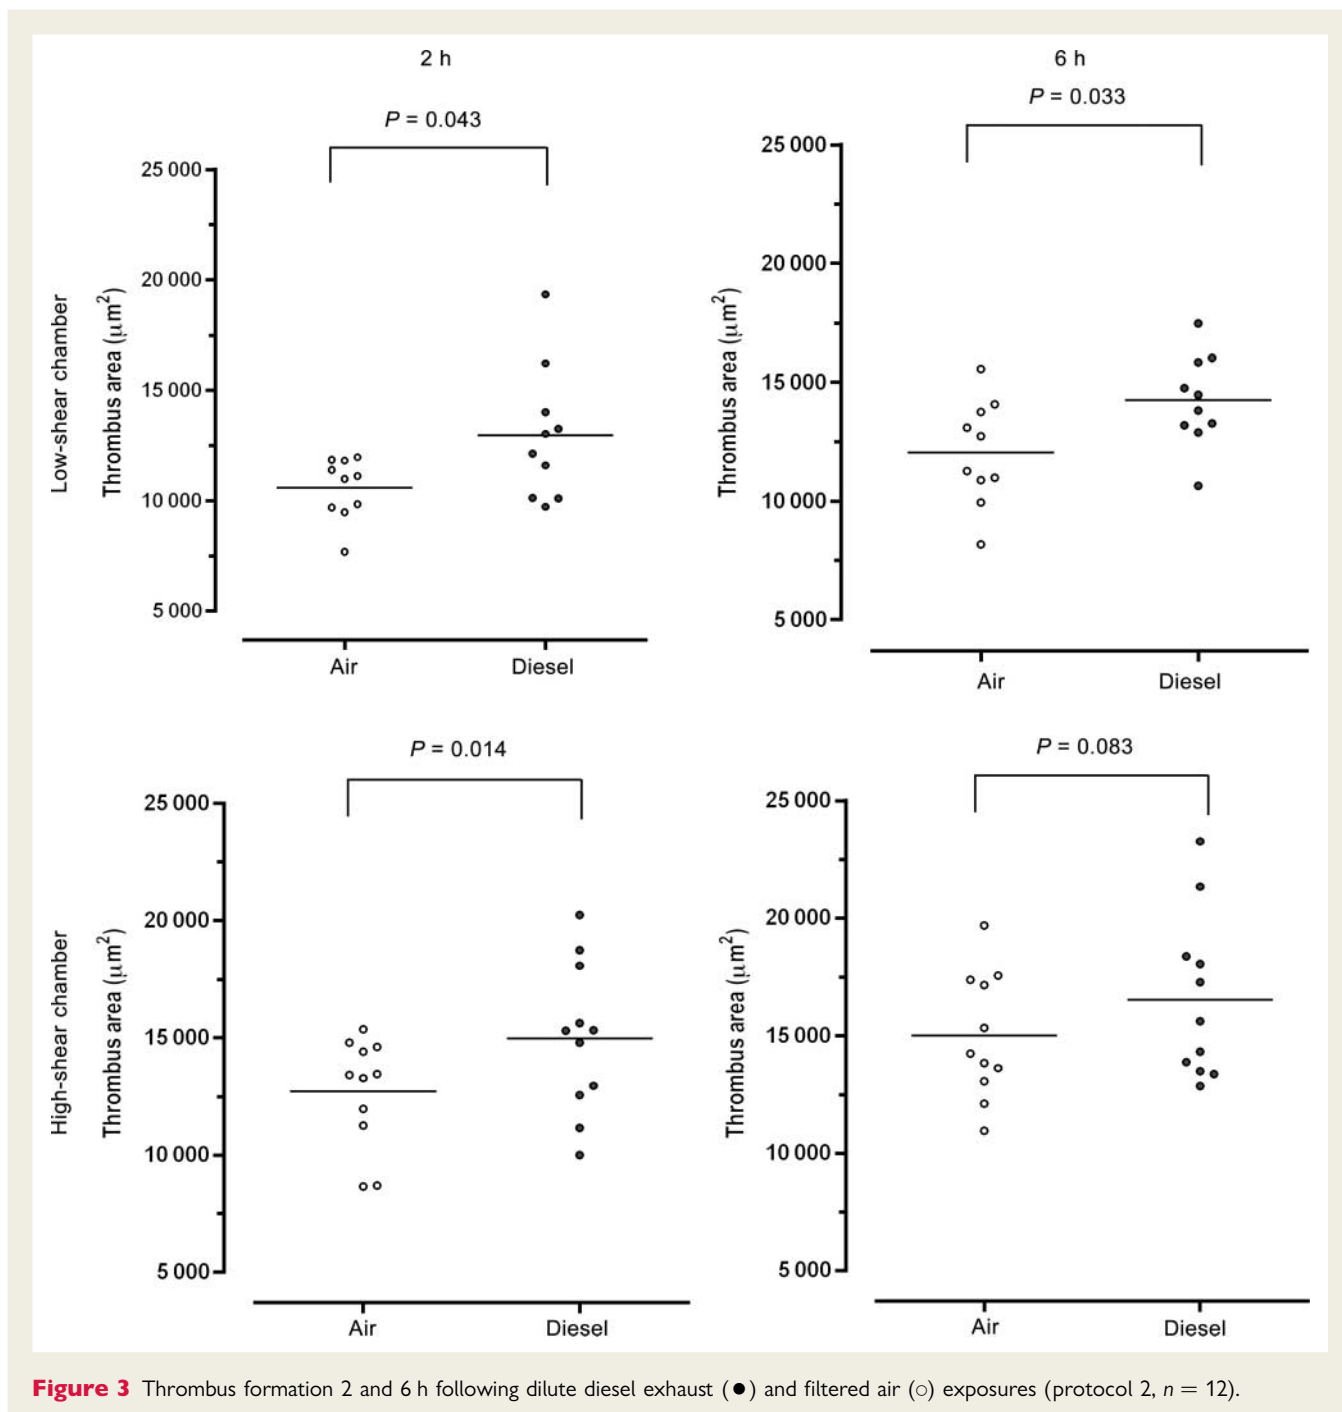 2 h
6 h
P = 0.043
P = 0.033
25 000
20 000
15 000
10 000
5 000
Low-shear chamber
Thrombus area (μm²)
Air
Diesel
25 000
20 000
15 000
10 000
5 000
Thrombus area (μm²)
Air
Diesel
P = 0.014
P = 0.083
25 000
20 000
15 000
10 000
5 000
High-shear chamber
Thrombus area (μm²)
Air
Diesel
25 000
20 000
15 000
10 000
5 000
Thrombus area (μm²)
Air
Diesel
Figure 3 Thrombus formation 2 and 6 h following dilute diesel exhaust (●) and filtered air (○) exposures (protocol 2, n = 12).